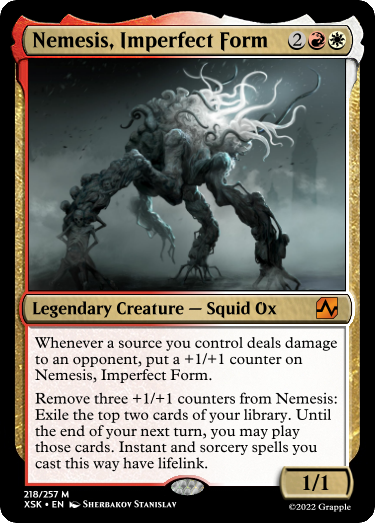 Nemesis, Imperfect Form 2
Legendary Creature — Squid Ox
Whenever a source you control deals damage
to an opponent, put a +1/+1 counter on
Nemesis, Imperfect Form.
Remove three +1/+1 counters from Nemesis:
Exile the top two cards of your library. Until
the end of your next turn, you may play
those cards. Instant and sorcery spells you
cast this way have lifelink.
1/1
218/257 M
XSK • EN Sherbakov Stanislav
©2022 Grapple